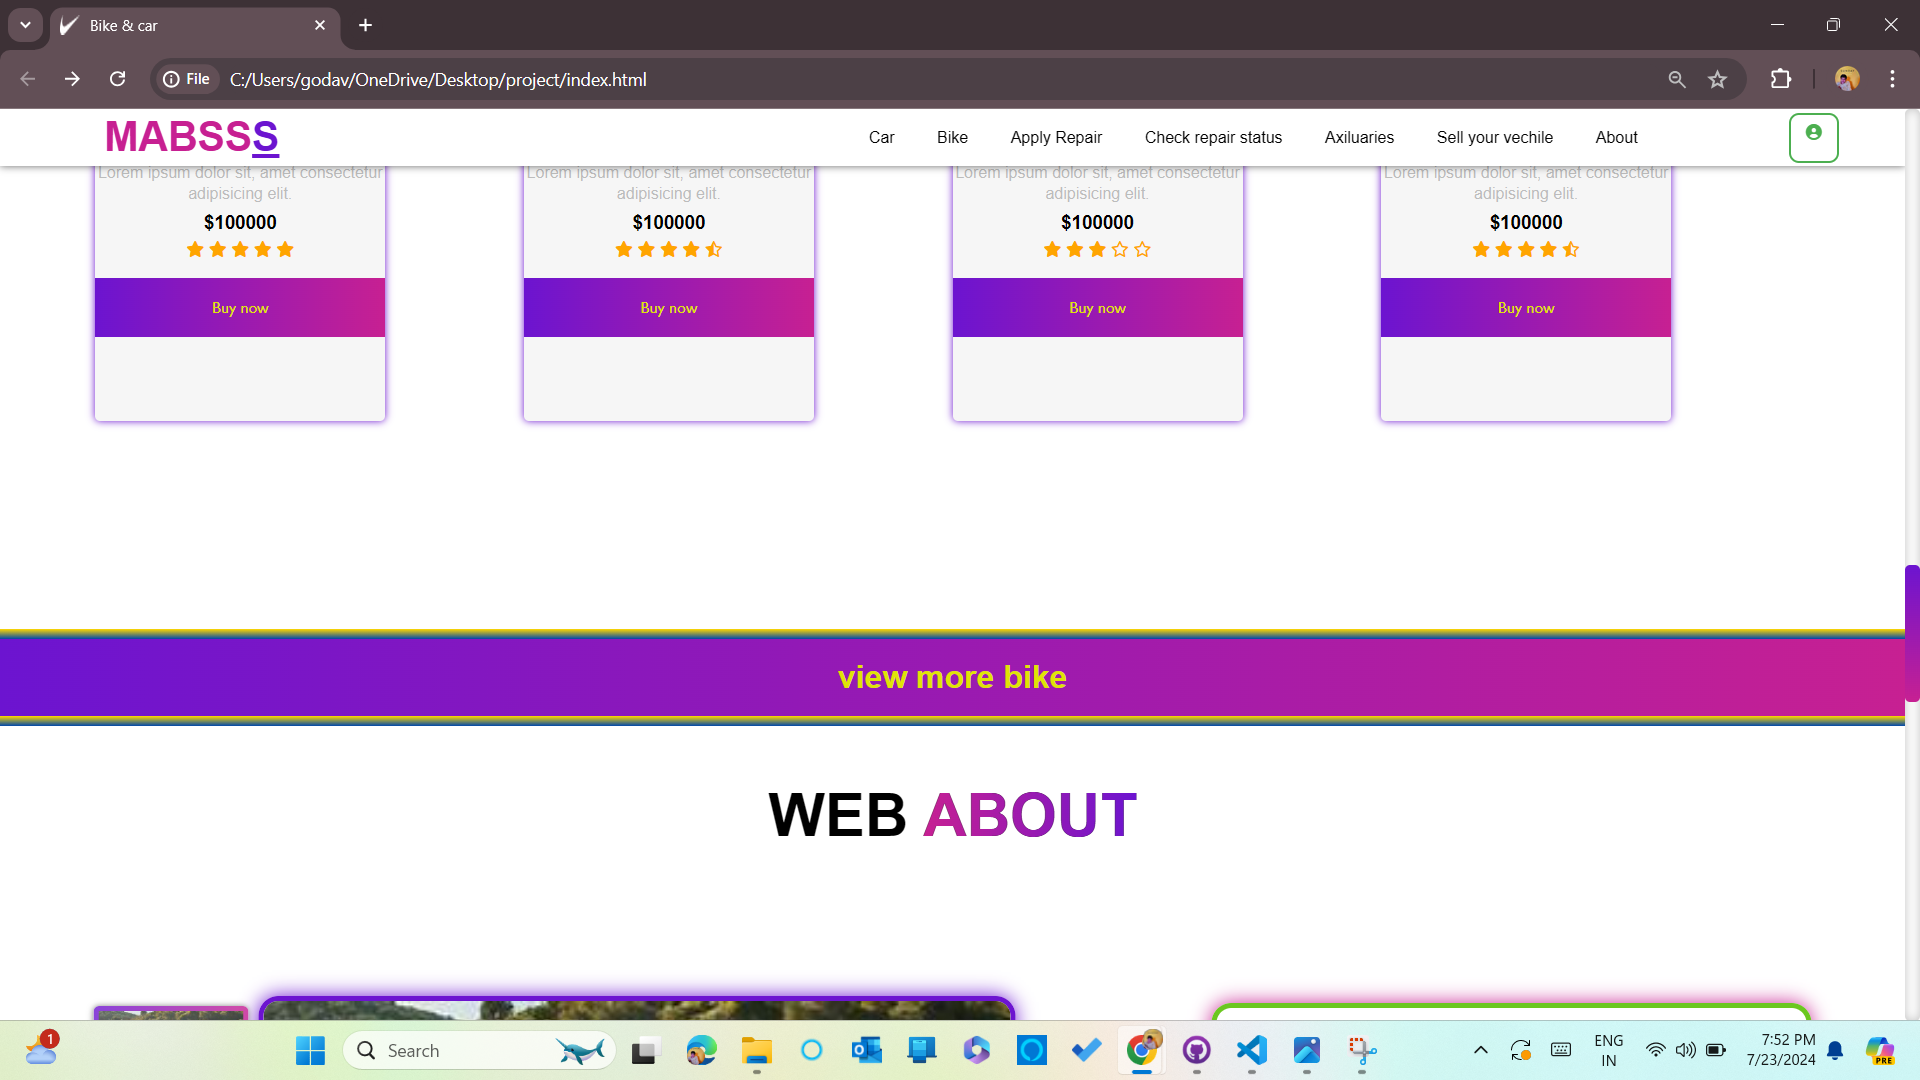 Bike & car
File
C:/Users/godav/OneDrive/Desktop/project/index.html
MABSSS
Car
Bike
Apply Repair
Check repair status
Axiluaries
Sell your vechile
About
Lorem ipsum dolor sit, amet consectetur
adipisicing elit.
$100000
Buy now
Lorem ipsum dolor sit, amet consectetur
adipisicing elit.
$100000
Buy now
Lorem ipsum dolor sit, amet consectetur
adipisicing elit.
$100000
Buy now
Lorem ipsum dolor sit, amet consectetur
adipisicing elit.
$100000
Buy now
view more bike
WEB ABOUT
1
Search
ENG
IN
7:52 PM
7/23/2024
PRE